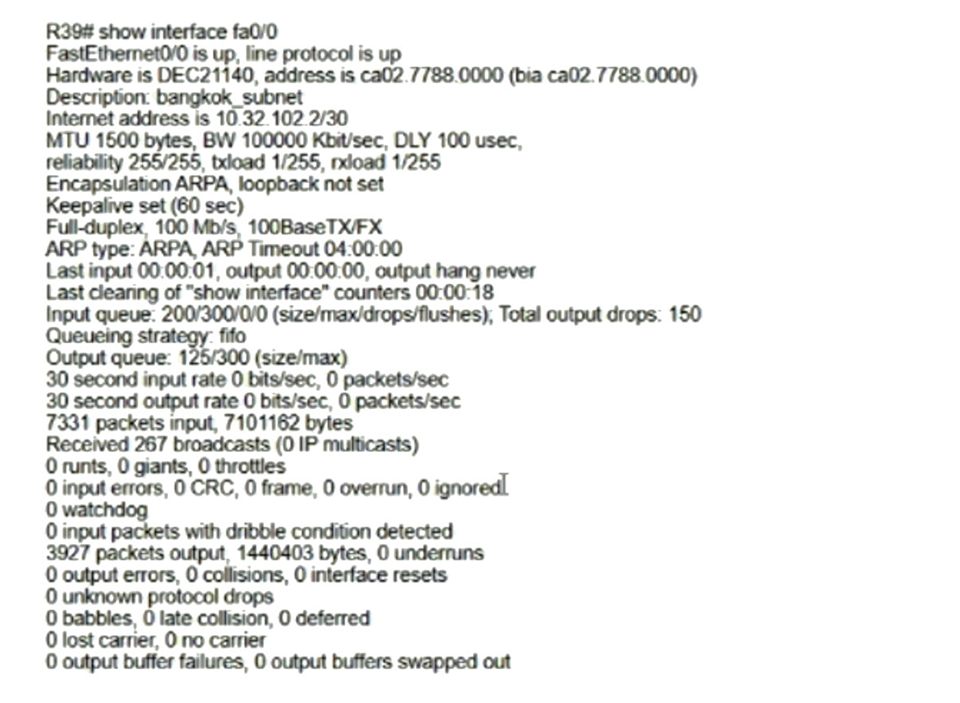 R39# show interface fa0/0
FastEthernet0/0 is up, line protocol is up
Hardware is DEC21140, address is ca02.7788.0000 (bia ca02.7788.0000)
Description: bangkok_subnet
Internet address is 10.32.102.2/30
MTU 1500 bytes, BW 100000 Kbit/sec, DLY 100 usec,
reliability 255/255, txload 1/255, rxload 1/255
Encapsulation ARPA, loopback not set
Keepalive set (60 sec)
Full-duplex, 100 Mb/s, 100BaseTX/FX
ARP type: ARPA, ARP Timeout 04:00:00
Last input 00:00:01, output 00:00:00, output hang never
Last clearing of "show interface" counters 00:00:18
Input queue: 200/300/0/0 (size/max/drops/flushes); Total output drops: 150
Queueing strategy: fifo
Output queue: 125/300 (size/max)
30 second input rate 0 bits/sec, 0 packets/sec
30 second output rate 0 bits/sec, 0 packets/sec
7331 packets input, 7101162 bytes
Received 267 broadcasts (0 IP multicasts)
0 runts, 0 giants, 0 throttles
0 input errors, 0 CRC, 0 frame, 0 overrun, 0 ignored
0 watchdog
0 input packets with dribble condition detected
3927 packets output, 1440403 bytes, 0 underruns
0 output errors, 0 collisions, 0 interface resets
0 unknown protocol drops
0 babbles, 0 late collision, 0 deferred
0 lost carrier, 0 no carrier
0 output buffer failures, 0 output buffers swapped out